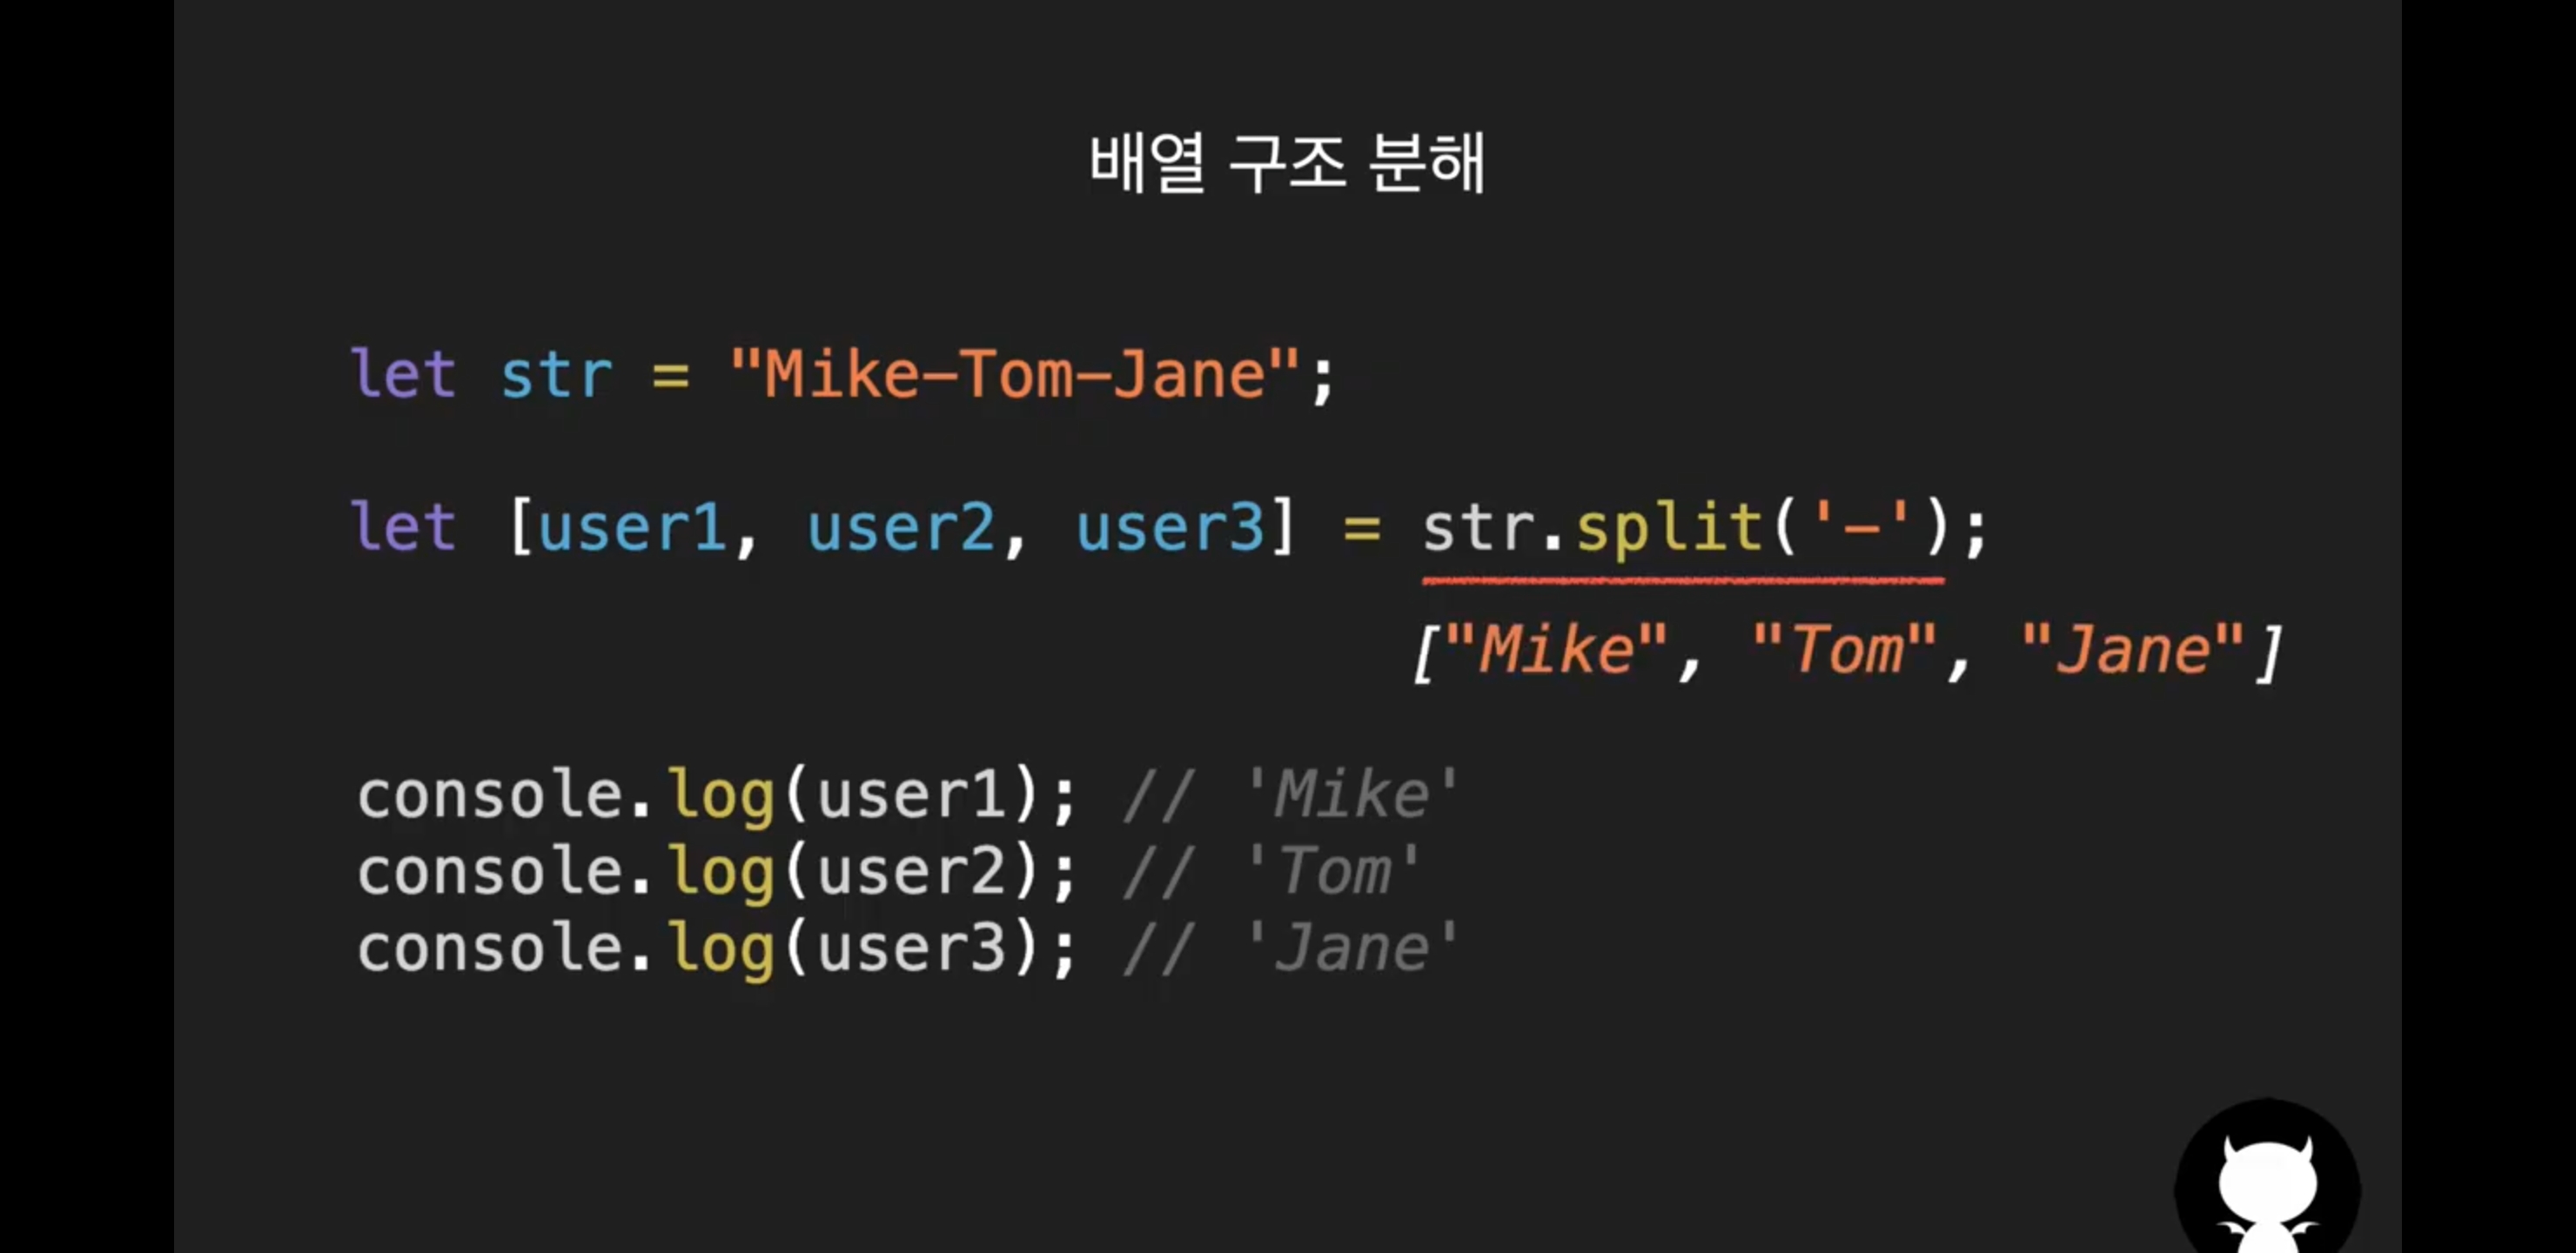 배열 구조 분해
let str = "Mike-Tom-Jane";
let [user1, user2, user3] = str.split('-');
["Mike", "Tom", "Jane"]
console.log(user1); // 'Mike'
console.log(user2); // 'Tom'
console.log(user3); // 'Jane'